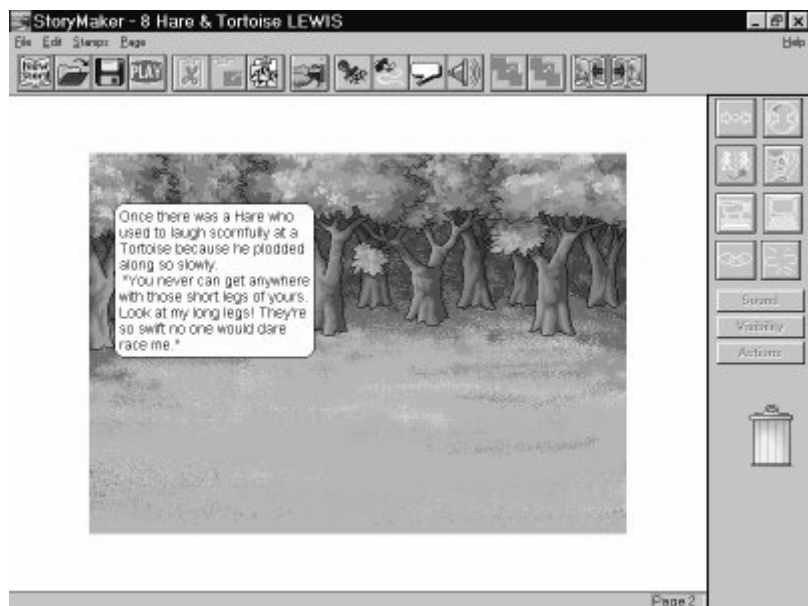 StoryMaker - 8 Hare & Tortoise LEWIS
File Edit Stamps Page Help
New Story PLAY
Once there was a Hare who
used to laugh scornfully at a
Tortoise because he plodded
along so slowly.
"You never can get anywhere
with those short legs of yours.
Look at my long legs! They're
so swift no one would dare
race me."
Sound
Visibility
Actions
Page 2